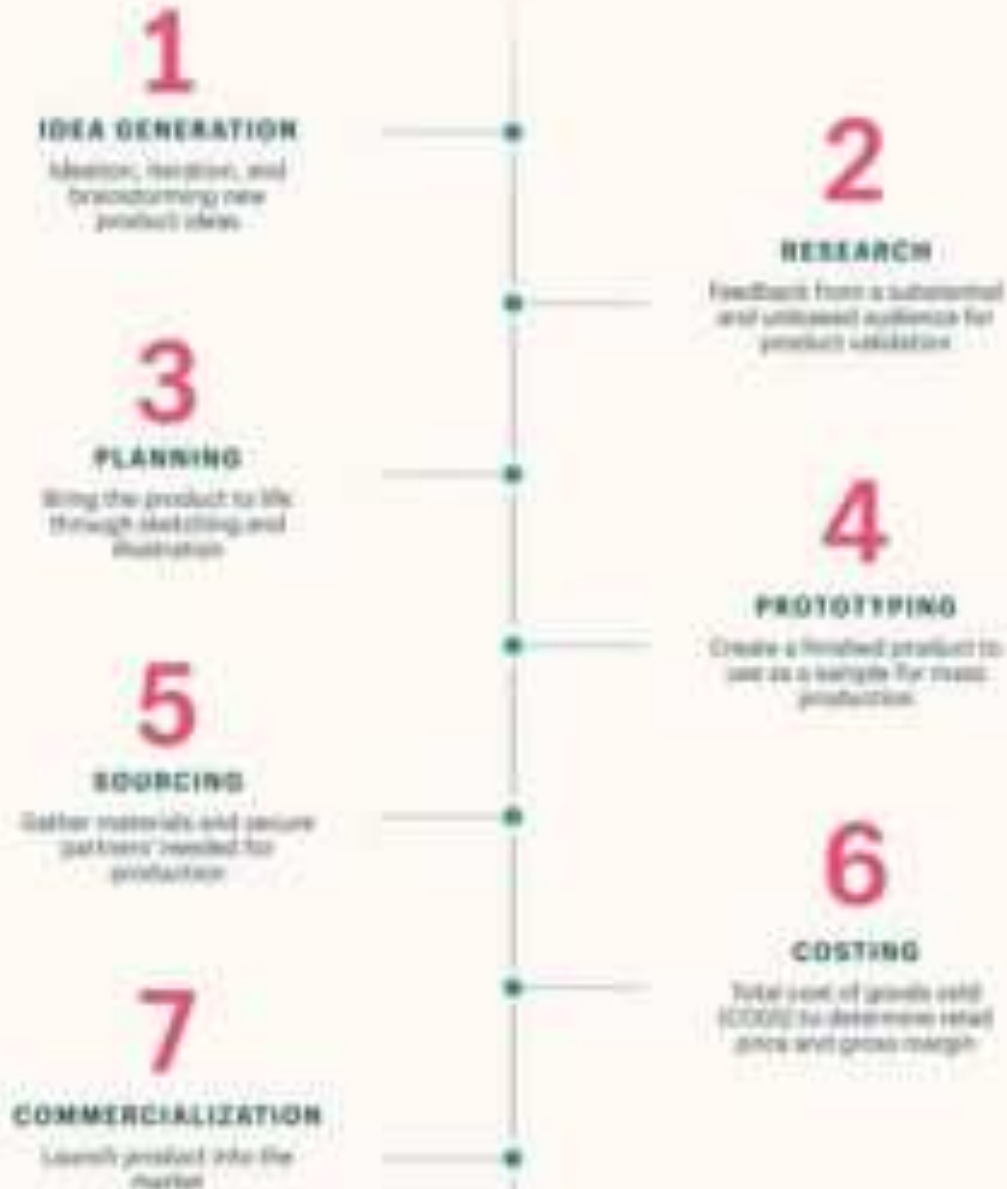 1
IDEA GENERATION
Ideation, iteration, and
brainstorming new
product ideas
2
RESEARCH
Feedback from a substantial
and unbiased audience for
product validation
3
PLANNING
Bring the product to life
through sketching and
illustration
4
PROTOTYPING
Create a finished product to
use as a sample for mass
production
5
SOURCING
Gather materials and secure
partners' needed for
production
6
COSTING
Total cost of goods sold
(COGS) to determine retail
price and gross margin
7
COMMERCIALIZATION
Launch product into the
market